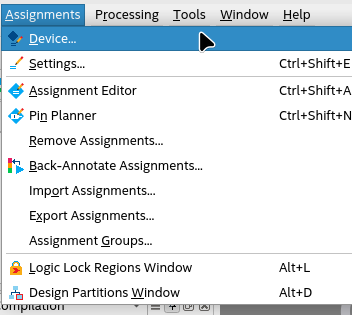 Assignments Processing Tools Window Help
Device...
Settings... Ctrl+Shift+E
Assignment Editor Ctrl+Shift+A
Pin Planner Ctrl+Shift+N
Remove Assignments...
Back-Annotate Assignments...
Import Assignments...
Export Assignments...
Assignment Groups...
Logic Lock Regions Window Alt+L
Design Partitions Window Alt+D